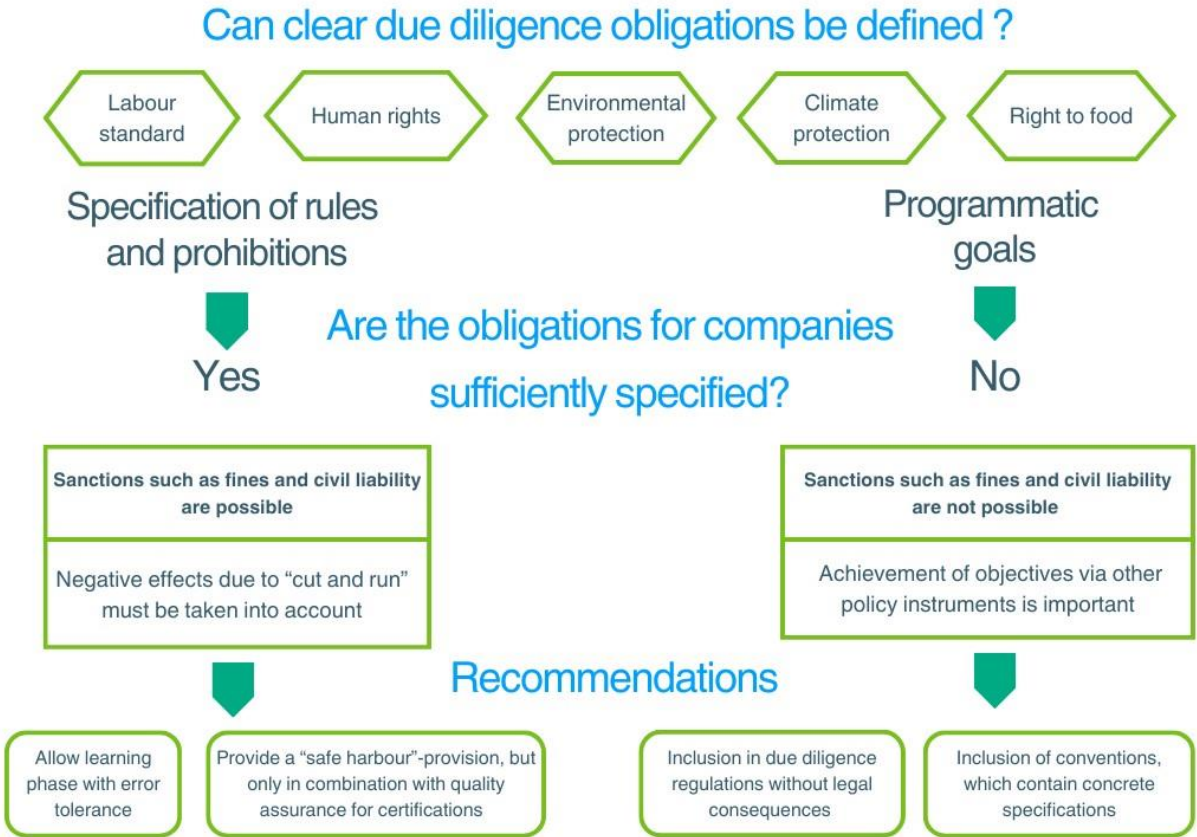 Can clear due diligence obligations be defined ?
Labour
standard
Human rights
Environmental
protection
Climate
protection
Right to food
Specification of rules
and prohibitions
Programmatic
goals
Are the obligations for companies
sufficiently specified?
Yes
No
Sanctions such as fines and civil liability
are possible
Negative effects due to “cut and run”
must be taken into account
Sanctions such as fines and civil liability
are not possible
Achievement of objectives via other
policy instruments is important
Recommendations
Allow learning
phase with error
tolerance
Provide a “safe harbour”-provision, but
only in combination with quality
assurance for certifications
Inclusion in due diligence
regulations without legal
consequences
Inclusion of conventions,
which contain concrete
specifications